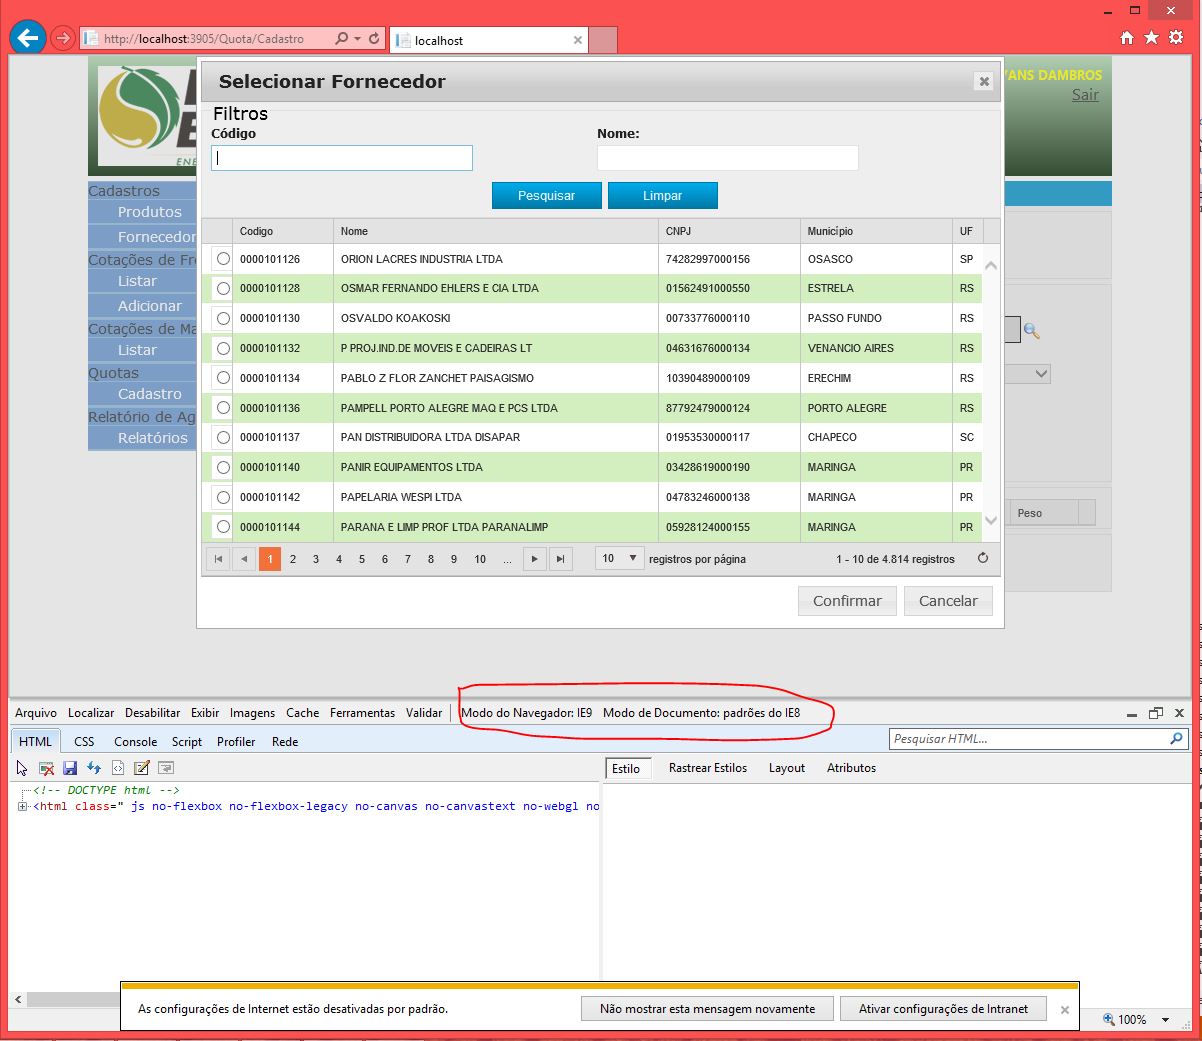 http://localhost:3905/Quota/Cadastro
localhost
YANS DAMBROS
Sair
Selecionar Fornecedor
Filtros
Código
Nome:
Pesquisar
Limpar
Cadastros
Produtos
Fornecedor
Cotações de Fr
Listar
Adicionar
Cotações de Ma
Listar
Quotas
Cadastro
Relatório de Ag
Relatórios
Codigo Nome CNPJ Municipio UF
0000101126 ORION LACRES INDUSTRIA LTDA 74282997000156 OSASCO SP
0000101128 OSMAR FERNANDO EHLERS E CIA LTDA 01562491000550 ESTRELA RS
0000101130 OSVALDO KOAKOSKI 00733776000110 PASSO FUNDO RS
0000101132 P PROJ.IND.DE MOVEIS E CADEIRAS LT 04631676000134 VENANCIO AIRES RS
0000101134 PABLO Z FLOR ZANCHET PAISAGISMO 10390489000109 ERECHIM RS
0000101136 PAMPELL PORTO ALEGRE MAQ E PCS LTDA 87792479000124 PORTO ALEGRE RS
0000101137 PAN DISTRIBUIDORA LTDA DISAPAR 01953530000117 CHAPECO SC
0000101140 PANIR EQUIPAMENTOS LTDA 03428619000190 MARINGA PR
0000101142 PAPELARIA WESPI LTDA 04783246000138 MARINGA PR
0000101144 PARANA E LIMP PROF LTDA PARANALIMP 05928124000155 MARINGA PR
Peso
1 2 3 4 5 6 7 8 9 10 ... 10 registros por página 1 - 10 de 4.814 registros
Confirmar Cancelar
Arquivo Localizar Desabilitar Exibir Imagens Cache Ferramentas Validar Modo do Navegador: IE9 Modo de Documento: padrões do IE8
HTML CSS Console Script Profiler Rede
Pesquisar HTML...
Estilo Rastrear Estilos Layout Atributos
<!-- DOCTYPE html -->
<html class=" js no-flexbox no-flexbox-legacy no-canvas no-canvastext no-webgl no
As configurações de Internet estão desativadas por padrão.
Não mostrar esta mensagem novamente
Ativar configurações de Intranet
100%